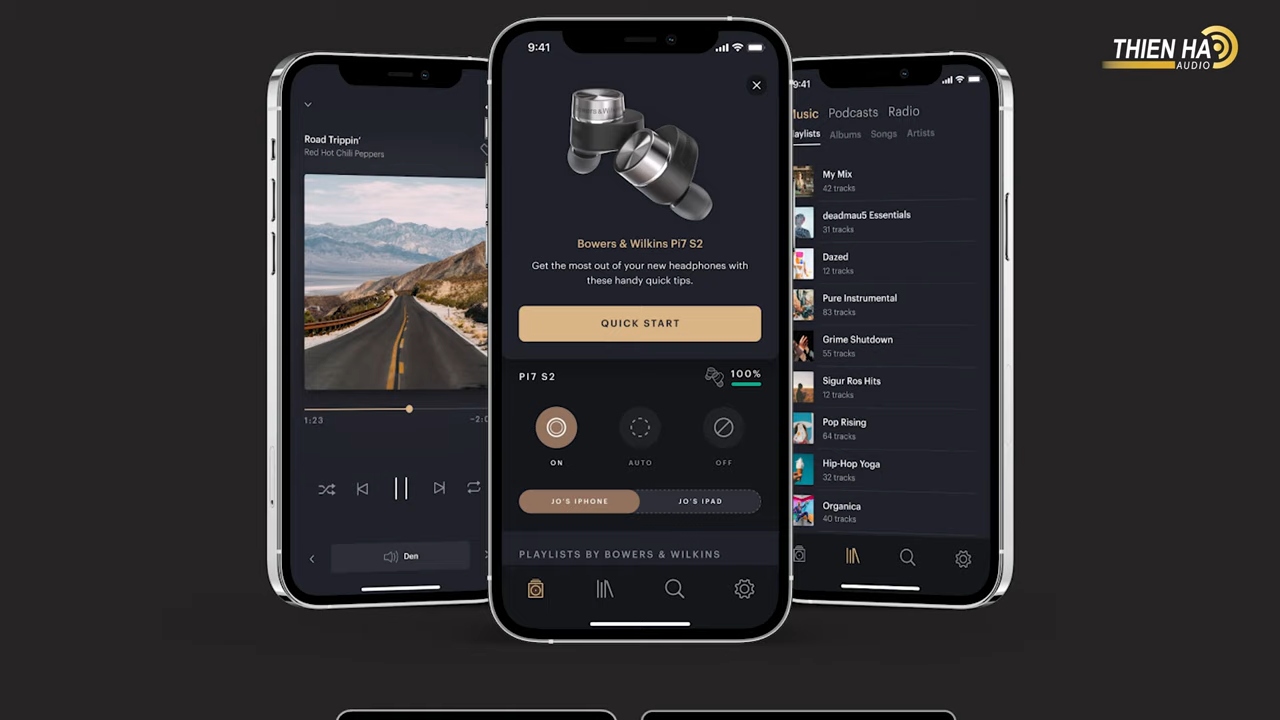 THIEN HA
AUDIO
Road Trippin'
Red Hot Chili Peppers
1:23
Den
9:41
Bowers & Wilkins
Bowers & Wilkins Pi7 S2
Get the most out of your new headphones with
these handy quick tips.
QUICK START
PI7 S2
100%
ON AUTO OFF
JO'S IPHONE JO'S IPAD
PLAYLISTS BY BOWERS & WILKINS
9:41
Music Podcasts Radio
Playlists Albums Songs Artists
My Mix
42 tracks
deadmau5 Essentials
31 tracks
Dazed
12 tracks
Pure Instrumental
83 tracks
Grime Shutdown
55 tracks
Sigur Ros Hits
12 tracks
Pop Rising
64 tracks
Hip-Hop Yoga
32 tracks
Organica
40 tracks